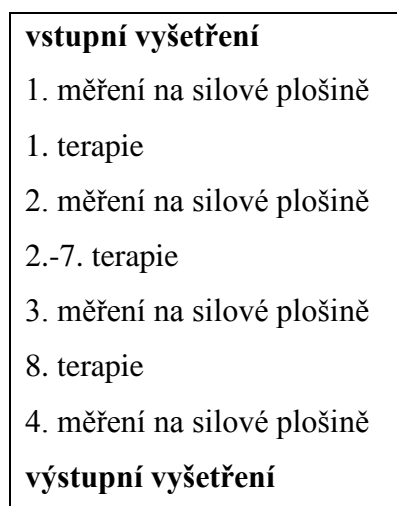 vstupní vyšetření
1. měření na silové plošině
1. terapie
2. měření na silové plošině
2.-7. terapie
3. měření na silové plošině
8. terapie
4. měření na silové plošině
výstupní vyšetření